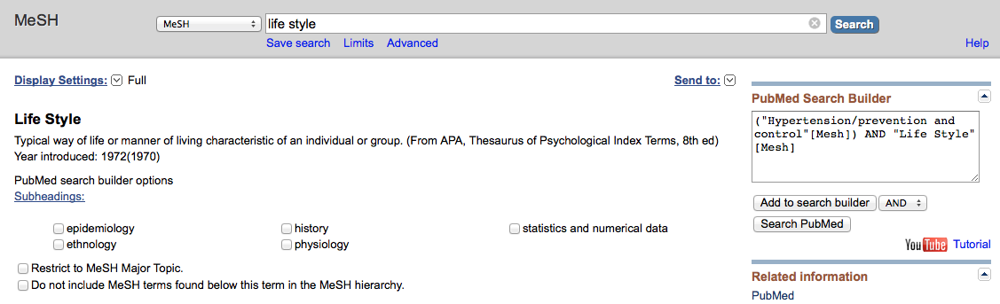 MeSH
MeSH life style Search
Save search Limits Advanced Help
Display Settings: Full Send to:
Life Style
Typical way of life or manner of living characteristic of an individual or group. (From APA, Thesaurus of Psychological Index Terms, 8th ed)
Year introduced: 1972(1970)
PubMed search builder options
Subheadings:
epidemiology history statistics and numerical data
ethnology physiology
Restrict to MeSH Major Topic.
Do not include MeSH terms found below this term in the MeSH hierarchy.
PubMed Search Builder
("Hypertension/prevention and
control"[Mesh]) AND "Life Style"
[Mesh]
Add to search builder AND
Search PubMed
YouTube Tutorial
Related information
PubMed